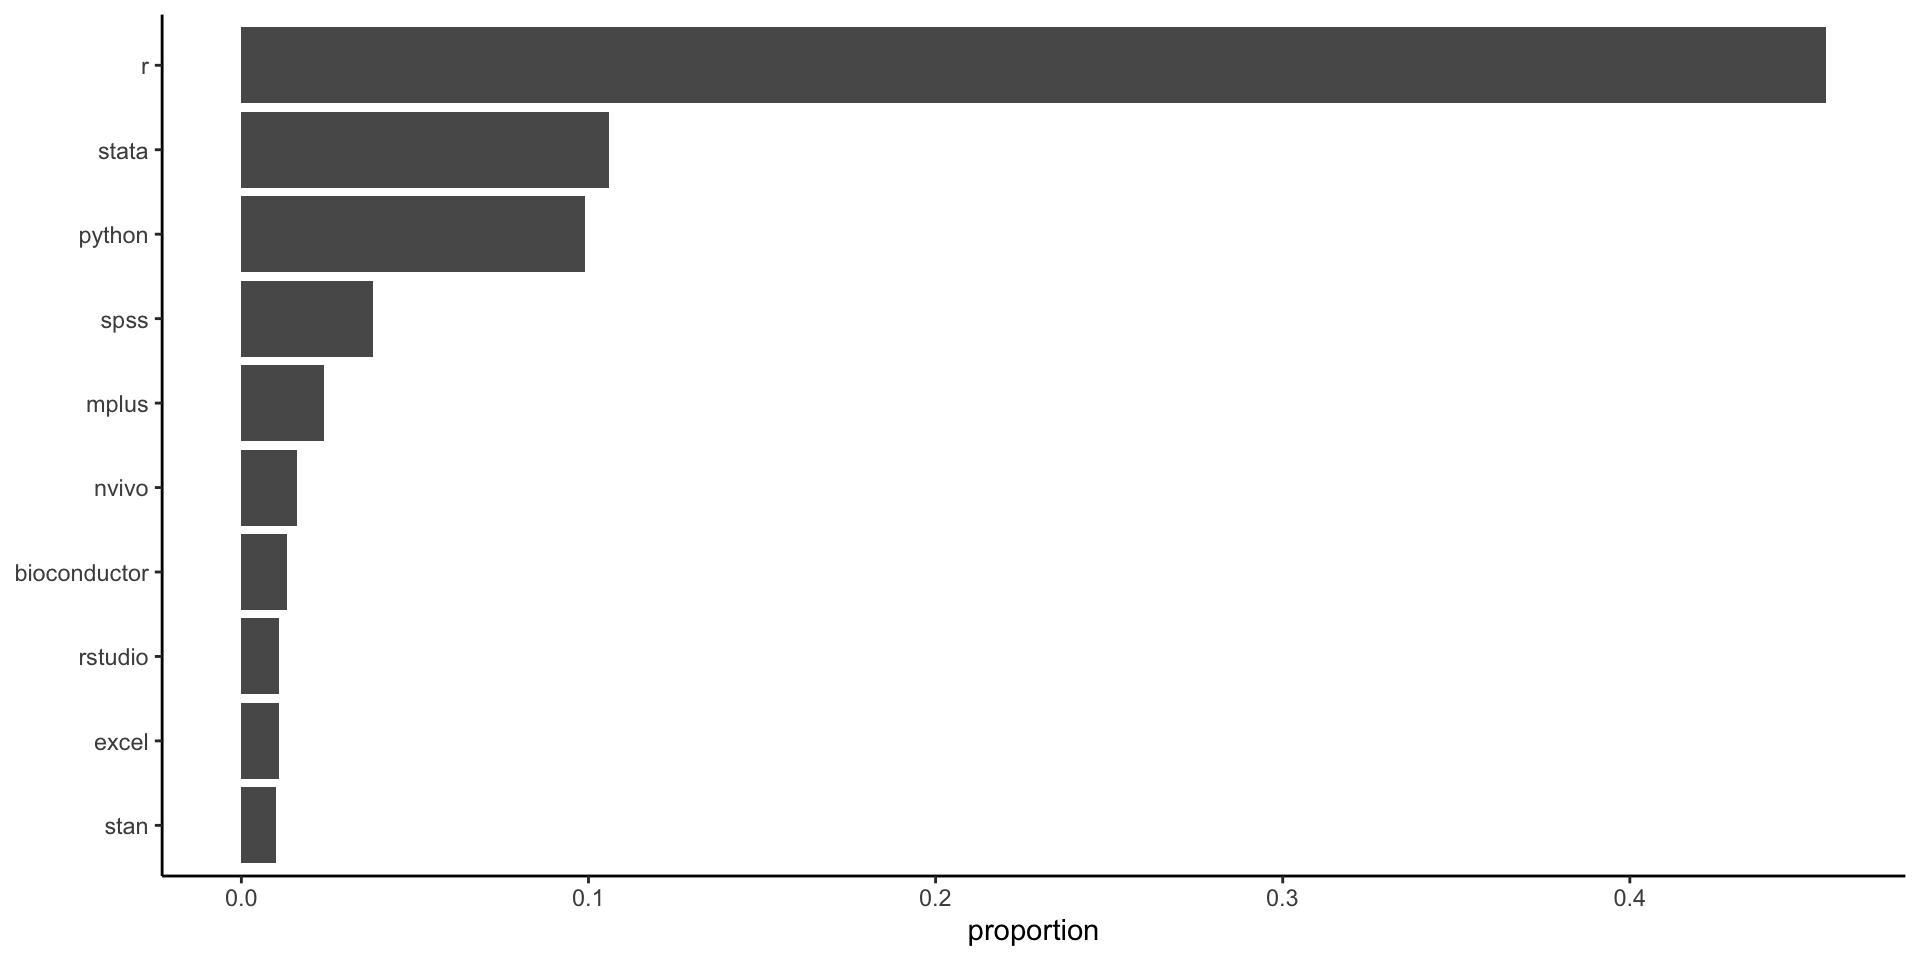 r
stata
python
spss
mplus
nvivo
bioconductor
rstudio
excel
stan
0.0 0.1 0.2 0.3 0.4
proportion